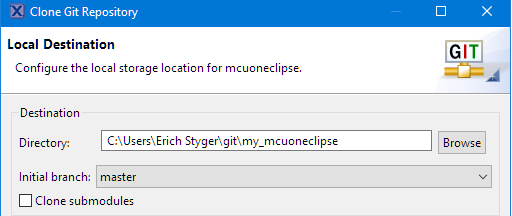 Clone Git Repository
Local Destination
Configure the local storage location for mcuoneclipse.
GIT
Destination
Directory: C:\Users\Erich Styger\git\my_mcuoneclipse Browse
Initial branch: master
Clone submodules